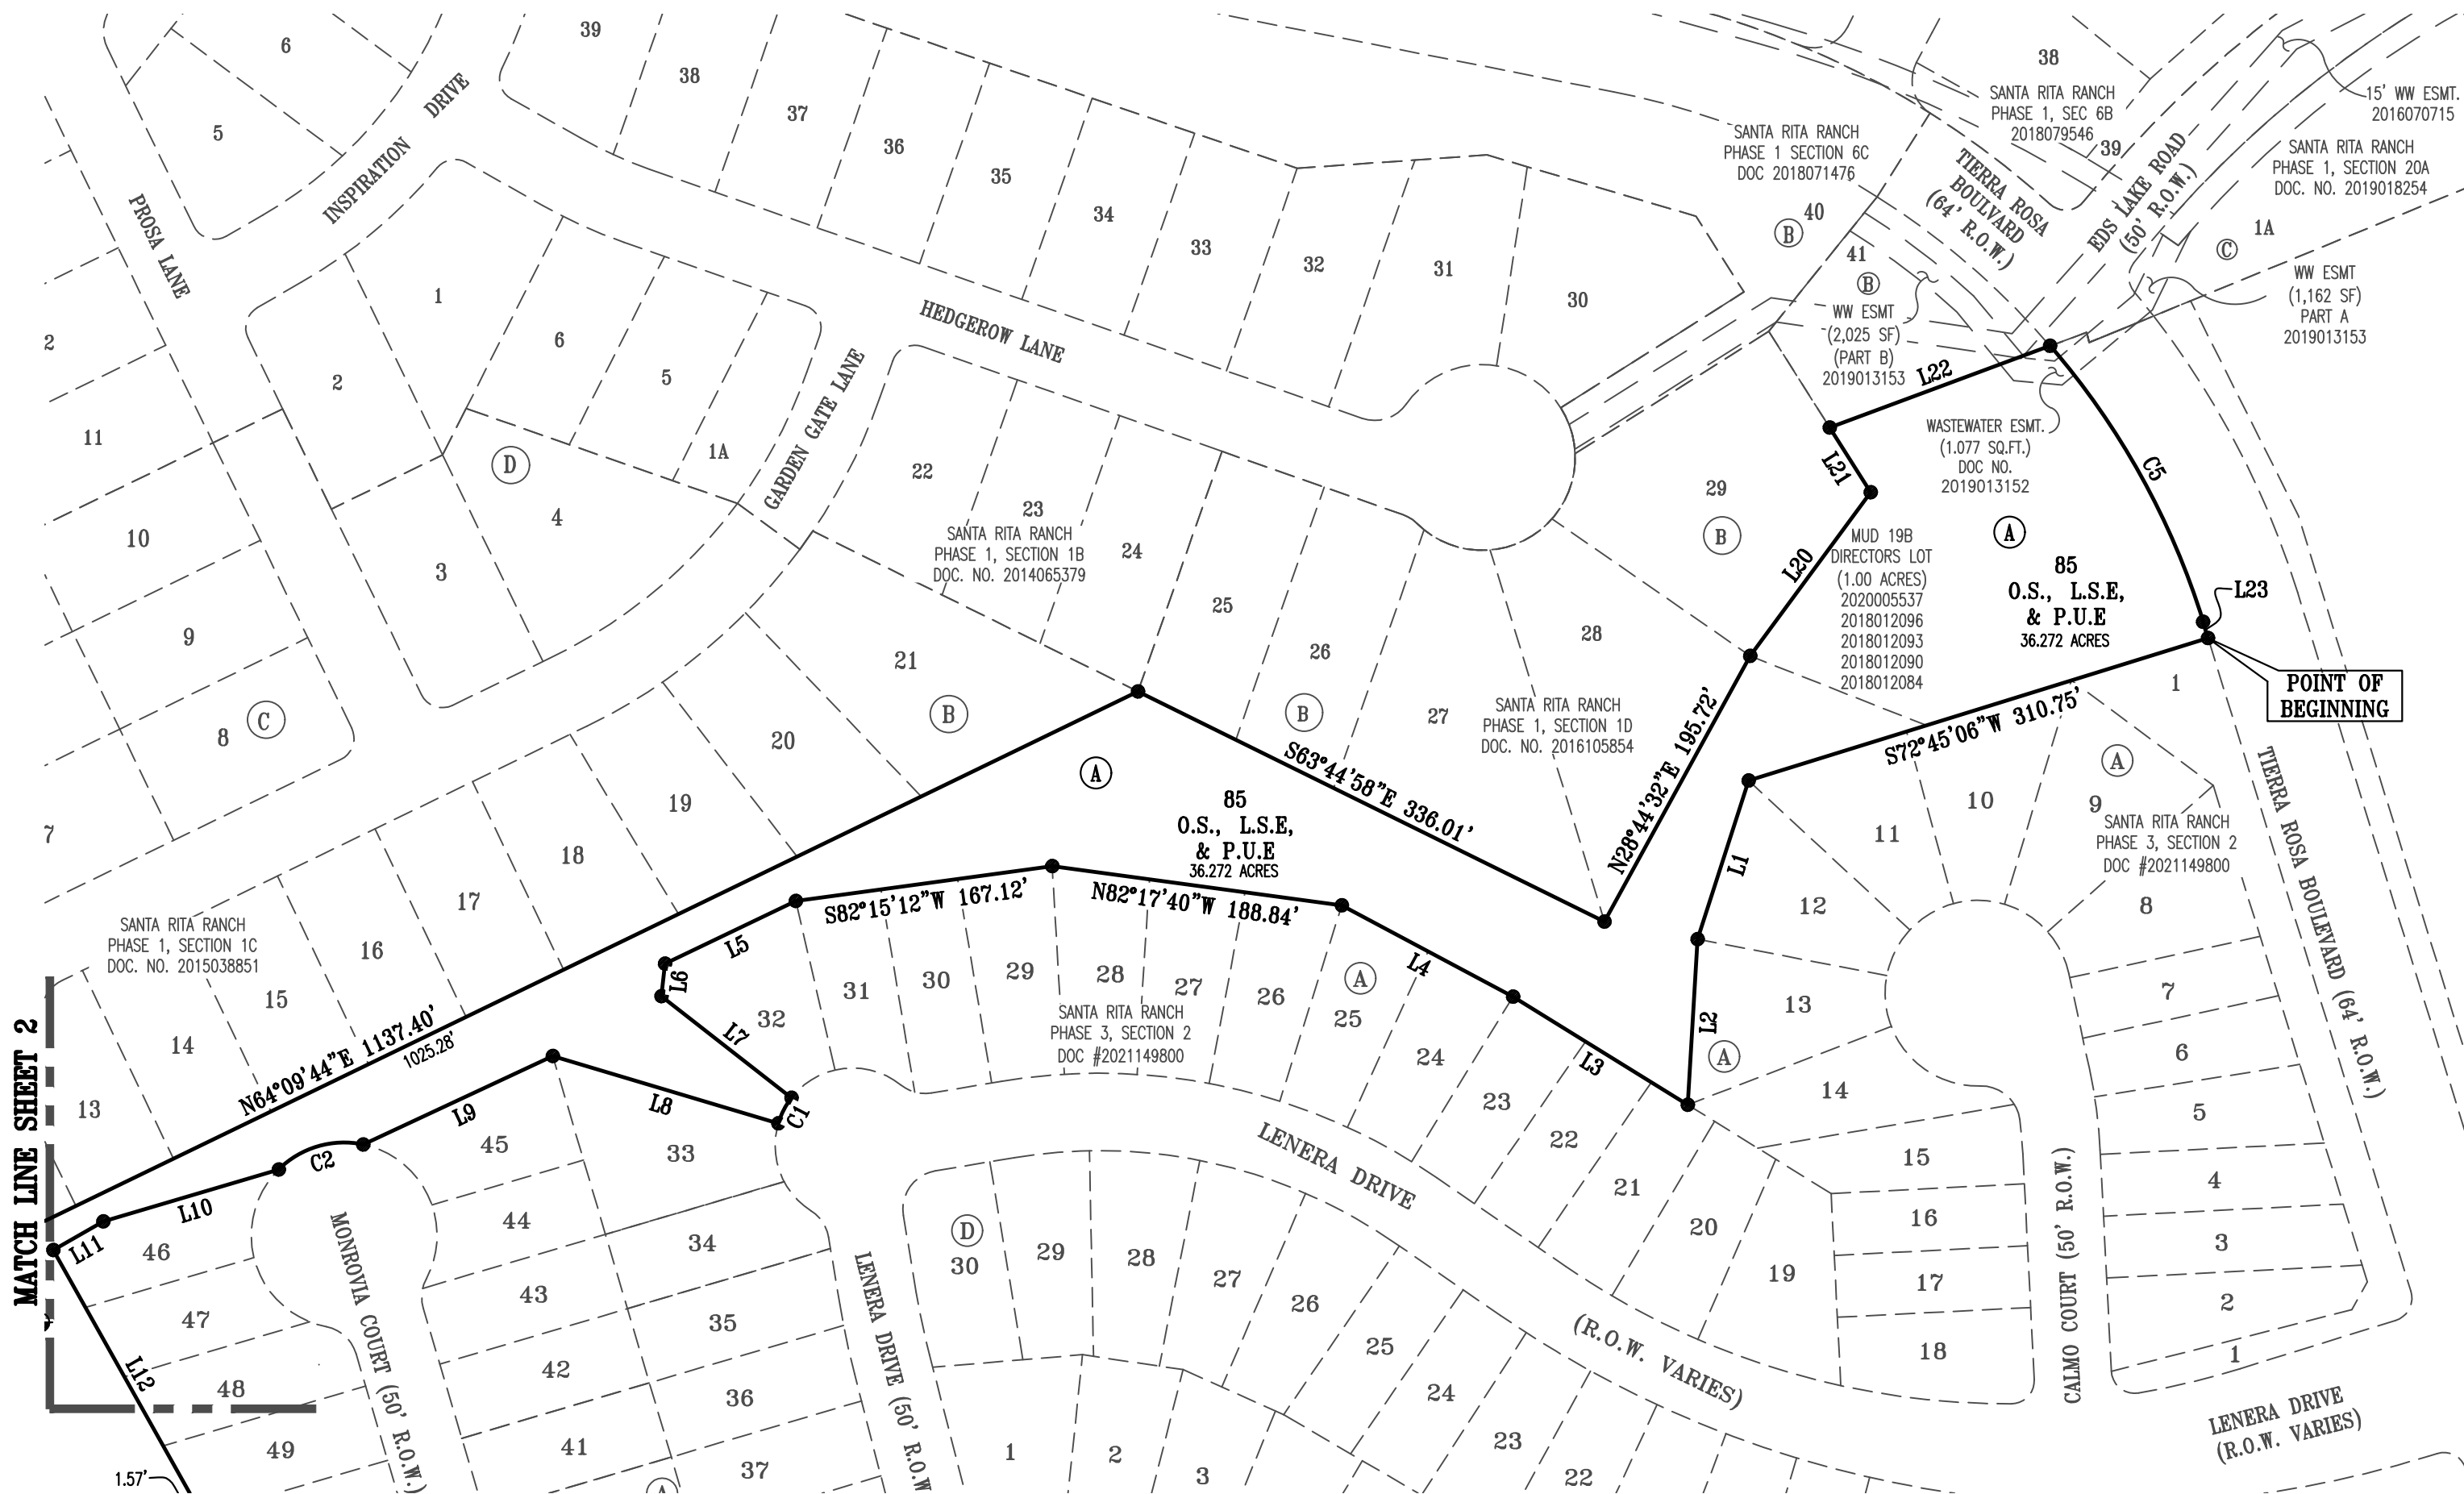 6
39
38
37
36
35
34
33
32
31
30
5
INSPIRATION DRIVE
PROSA LANE
38
SANTA RITA RANCH
PHASE 1, SEC 6B
2018079546
39
15' WW ESMT.
2016070715
SANTA RITA RANCH
PHASE 1, SECTION 20A
DOC. NO. 2019018254
SANTA RITA RANCH
PHASE 1 SECTION 6C
DOC 2018071476
TIERRA ROSA
BOULVARD
(64' R.O.W.)
EDS LAKE ROAD
(50' R.O.W.)
40
B
41
B
1A
C
WW ESMT
(1,162 SF)
PART A
2019013153
WW ESMT
(2,025 SF)
(PART B)
2019013153
L22
L21
C5
WASTEWATER ESMT.
(1.077 SQ.FT.)
DOC NO.
2019013152
1
2
6
5
1A
D
4
3
HEDGEROW LANE
GARDEN GATE LANE
2
11
10
9
8
C
7
22
23
SANTA RITA RANCH
PHASE 1, SECTION 1B
DOC. NO. 2014065379
24
25
26
B
27
28
29
B
L20
MUD 19B
DIRECTORS LOT
(1.00 ACRES)
2020005537
2018012096
2018012093
2018012090
2018012084
A
85
O.S., L.S.E,
& P.U.E
36.272 ACRES
L23
POINT OF
BEGINNING
S72°45'06"W 310.75'
1
21
B
20
19
18
17
16
15
14
13
SANTA RITA RANCH
PHASE 1, SECTION 1C
DOC. NO. 2015038851
SANTA RITA RANCH
PHASE 1, SECTION 1D
DOC. NO. 2016105854
S63°44'58"E 336.01'
N28°44'32"E 195.72'
A
85
O.S., L.S.E,
& P.U.E
36.272 ACRES
S82°15'12"W 167.12'
N82°17'40"W 188.84'
N64°09'44"E 1137.40'
1025.28'
L1
L2
L3
L4
L5
L6
L7
L8
C1
L9
C2
L10
L11
L12
1.57'
MATCH LINE SHEET 2
A
9
10
11
12
13
A
14
15
16
17
18
SANTA RITA RANCH
PHASE 3, SECTION 2
DOC #2021149800
8
7
6
5
4
3
2
1
TIERRA ROSA BOULEVARD (64' R.O.W.)
CALMO COURT (50' R.O.W.)
32
31
30
29
28
27
26
A
25
24
23
22
21
20
19
SANTA RITA RANCH
PHASE 3, SECTION 2
DOC #2021149800
LENERA DRIVE
(R.O.W. VARIES)
LENERA DRIVE
(R.O.W. VARIES)
33
34
35
36
37
45
44
43
42
41
A
46
47
48
49
MONROVIA COURT (50' R.O.W.)
LENERA DRIVE (50' R.O.W
D
30
29
28
27
26
25
24
23
22
1
2
3